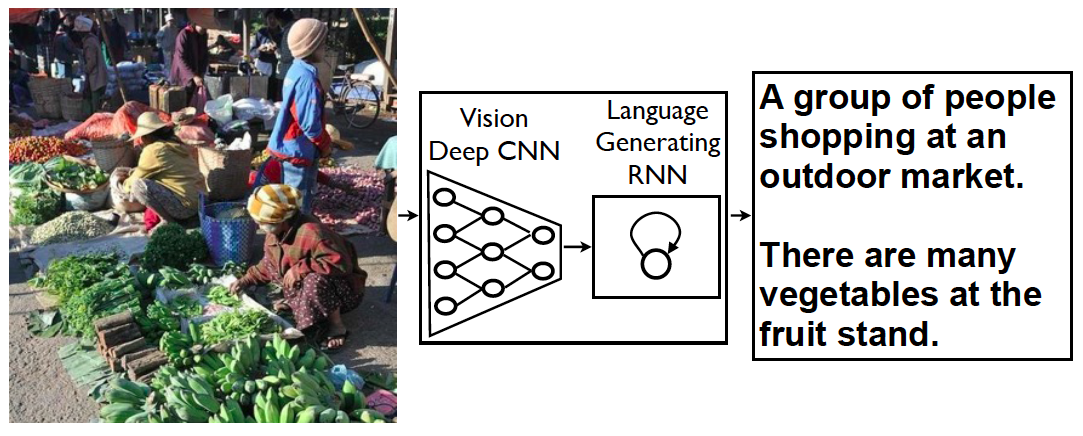 Vision
Deep CNN
Language
Generating
RNN
A group of people
shopping at an
outdoor market.
There are many
vegetables at the
fruit stand.